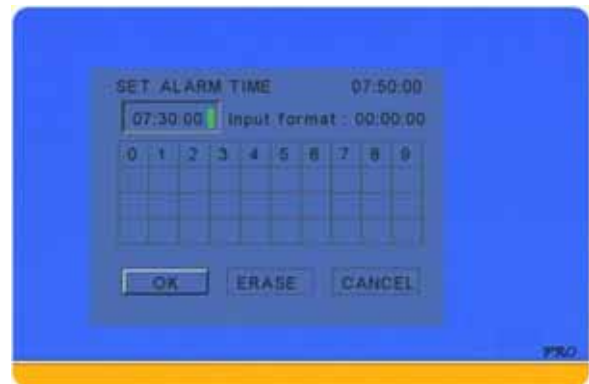 SET ALARM TIME 07:50:00
07:30:00 Input format : 00:00:00
0 1 2 3 4 5 6 7 8 9
OK ERASE CANCEL
PRO